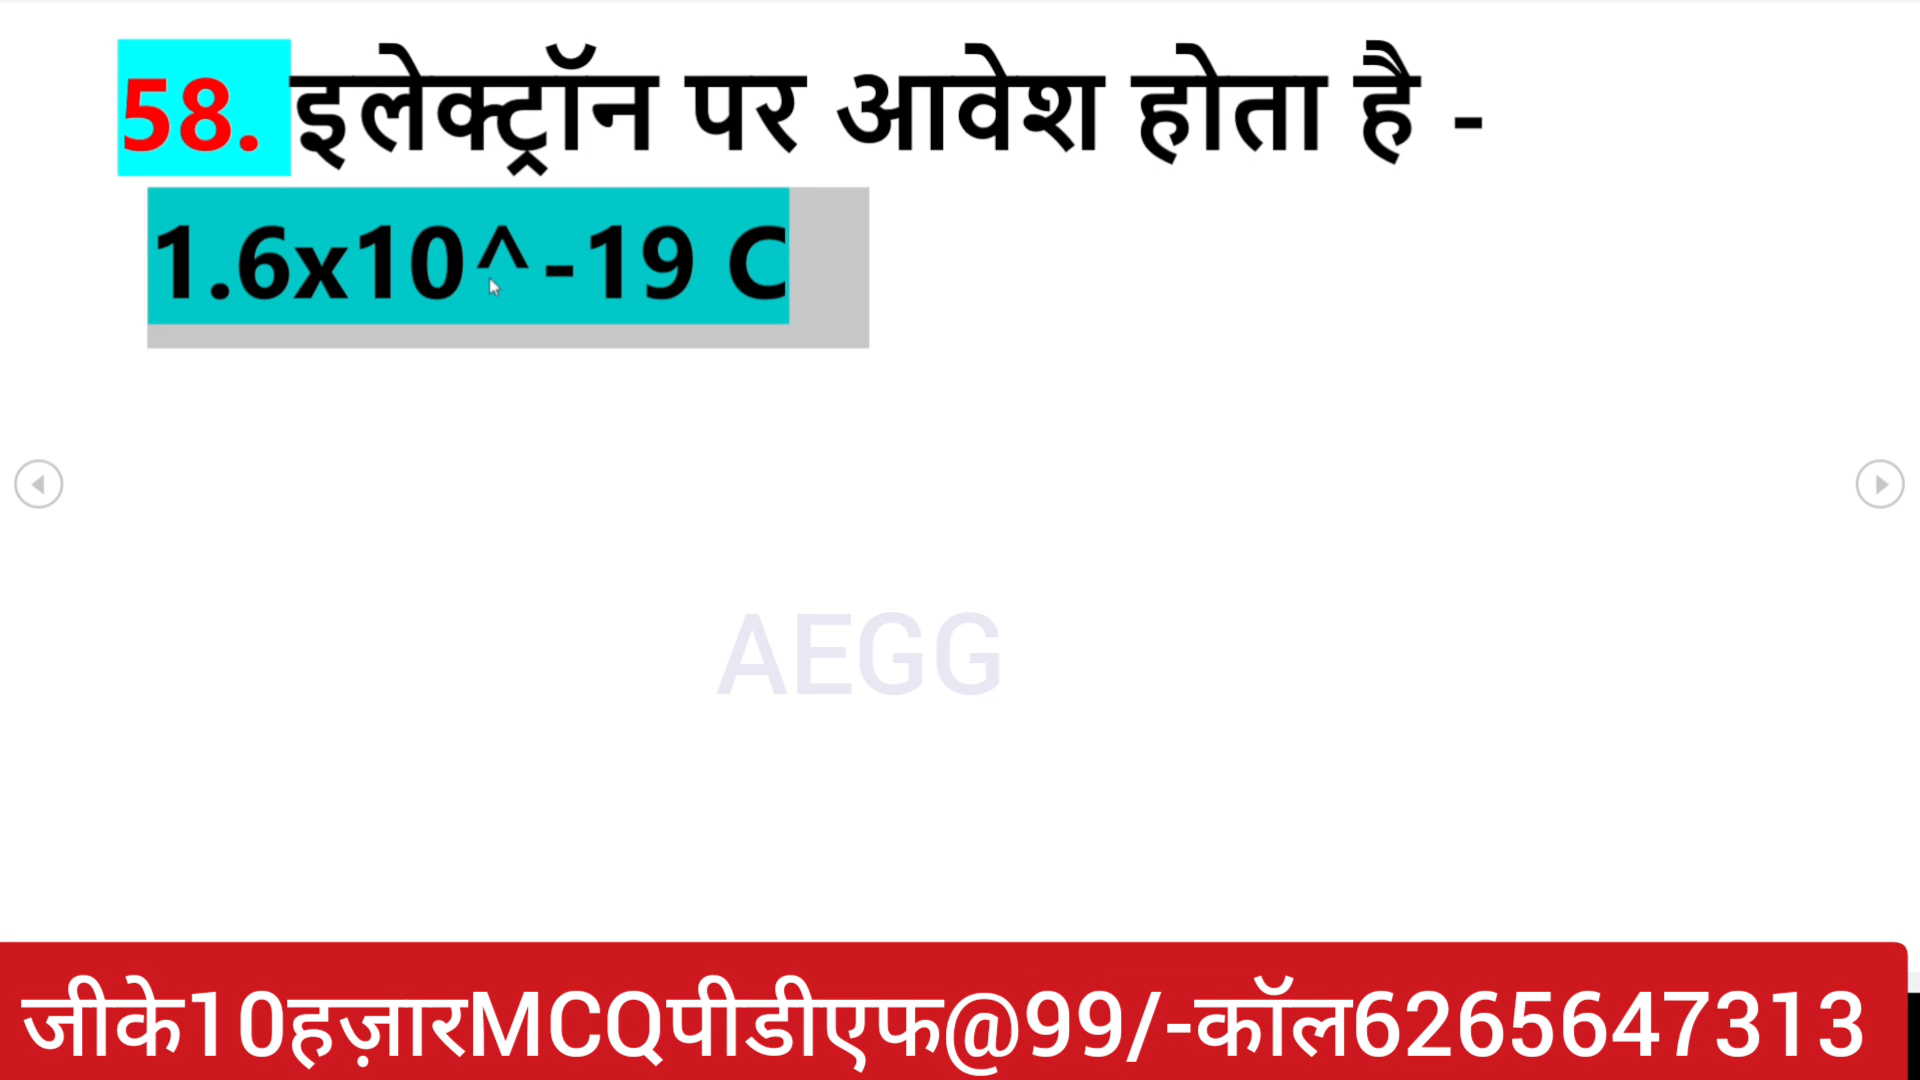 58. इलेक्ट्रॉन पर आवेश होता है -
1.6x10^-19 C
AEGG
जीके10हज़ारMCQपीडीएफ@99/-कॉल6265647313